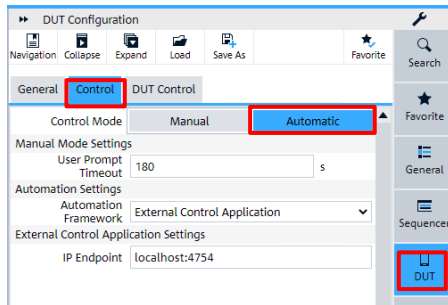 DUT Configuration
Navigation Collapse Expand Load Save As Favorite
Search
General Control DUT Control
Favorite
Control Mode Manual Automatic
Manual Mode Settings
User Prompt
Timeout 180 s
General
Automation Settings
Automation
Framework External Control Application
Sequencer
External Control Application Settings
IP Endpoint localhost:4754
DUT